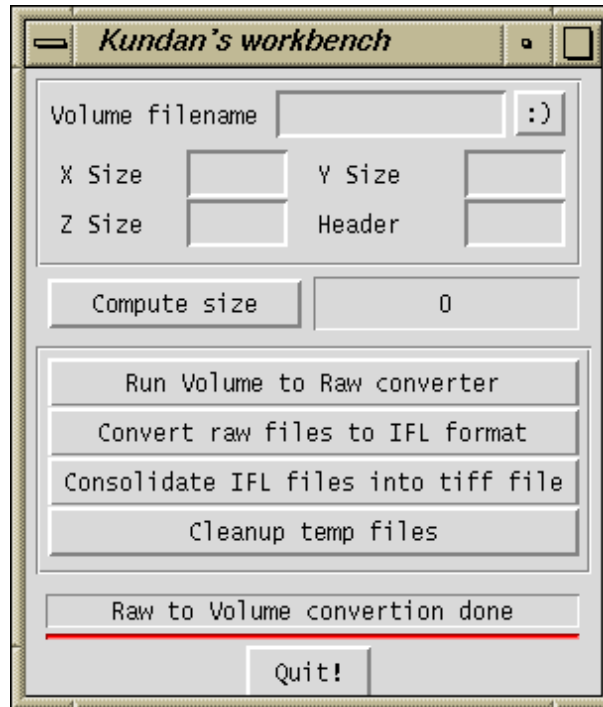 Kundan's workbench
Volume filename :)
X Size Y Size
Z Size Header
Compute size 0
Run Volume to Raw converter
Convert raw files to IFL format
Consolidate IFL files into tiff file
Cleanup temp files
Raw to Volume convertion done
Quit!